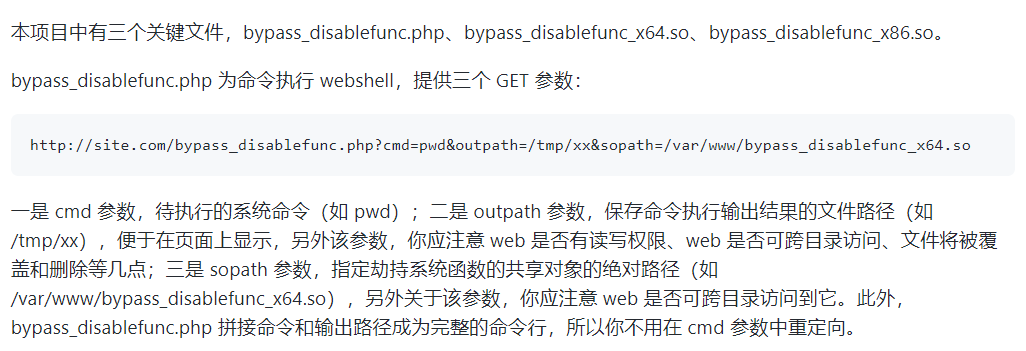 本项目中有三个关键文件，bypass_disablefunc.php、bypass_disablefunc_x64.so、bypass_disablefunc_x86.so。
bypass_disablefunc.php 为命令执行 webshell，提供三个 GET 参数：
http://site.com/bypass_disablefunc.php?cmd=pwd&outpath=/tmp/xx&sopath=/var/www/bypass_disablefunc_x64.so
一是 cmd 参数，待执行的系统命令（如 pwd）；二是 outpath 参数，保存命令执行输出结果的文件路径（如
/tmp/xx），便于在页面上显示，另外该参数，你应注意 web 是否有读写权限、web 是否可跨目录访问、文件将被覆
盖和删除等几点；三是 sopath 参数，指定劫持系统函数的共享对象的绝对路径（如
/var/www/bypass_disablefunc_x64.so），另外关于该参数，你应注意 web 是否可跨目录访问到它。此外，
bypass_disablefunc.php 拼接命令和输出路径成为完整的命令行，所以你不用在 cmd 参数中重定向。